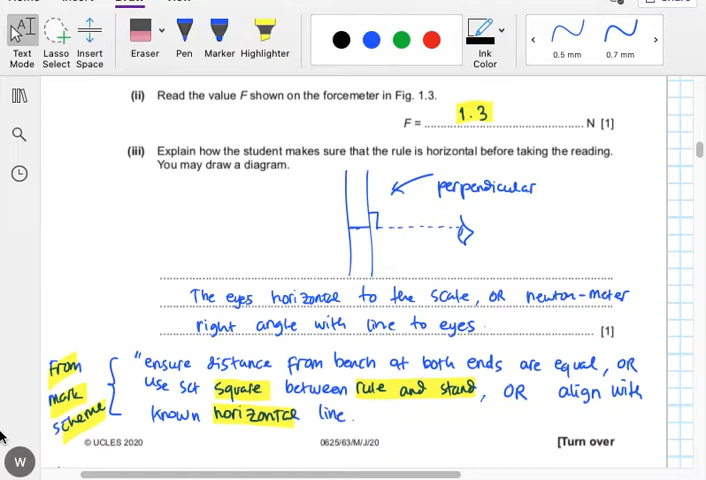 Text
Mode
Lasso
Select
Insert
Space
Eraser
Pen
Marker
Highlighter
Ink
Color
0.5 mm
0.7 mm
(ii) Read the value F shown on the forcemeter in Fig. 1.3.
1.3
F = ............................................ N [1]
(iii) Explain how the student makes sure that the rule is horizontal before taking the reading.
You may draw a diagram.
perpendicular
The eyes horizontal to the scale, OR newton-meter
right angle with line to eyes.
[1]
From
mark
scheme
"ensure distance from bench at both ends are equal, OR
use set square between rule and stand, OR align with
known horizontal line.
© UCLES 2020
0625/63/M/J/20
[Turn over
W